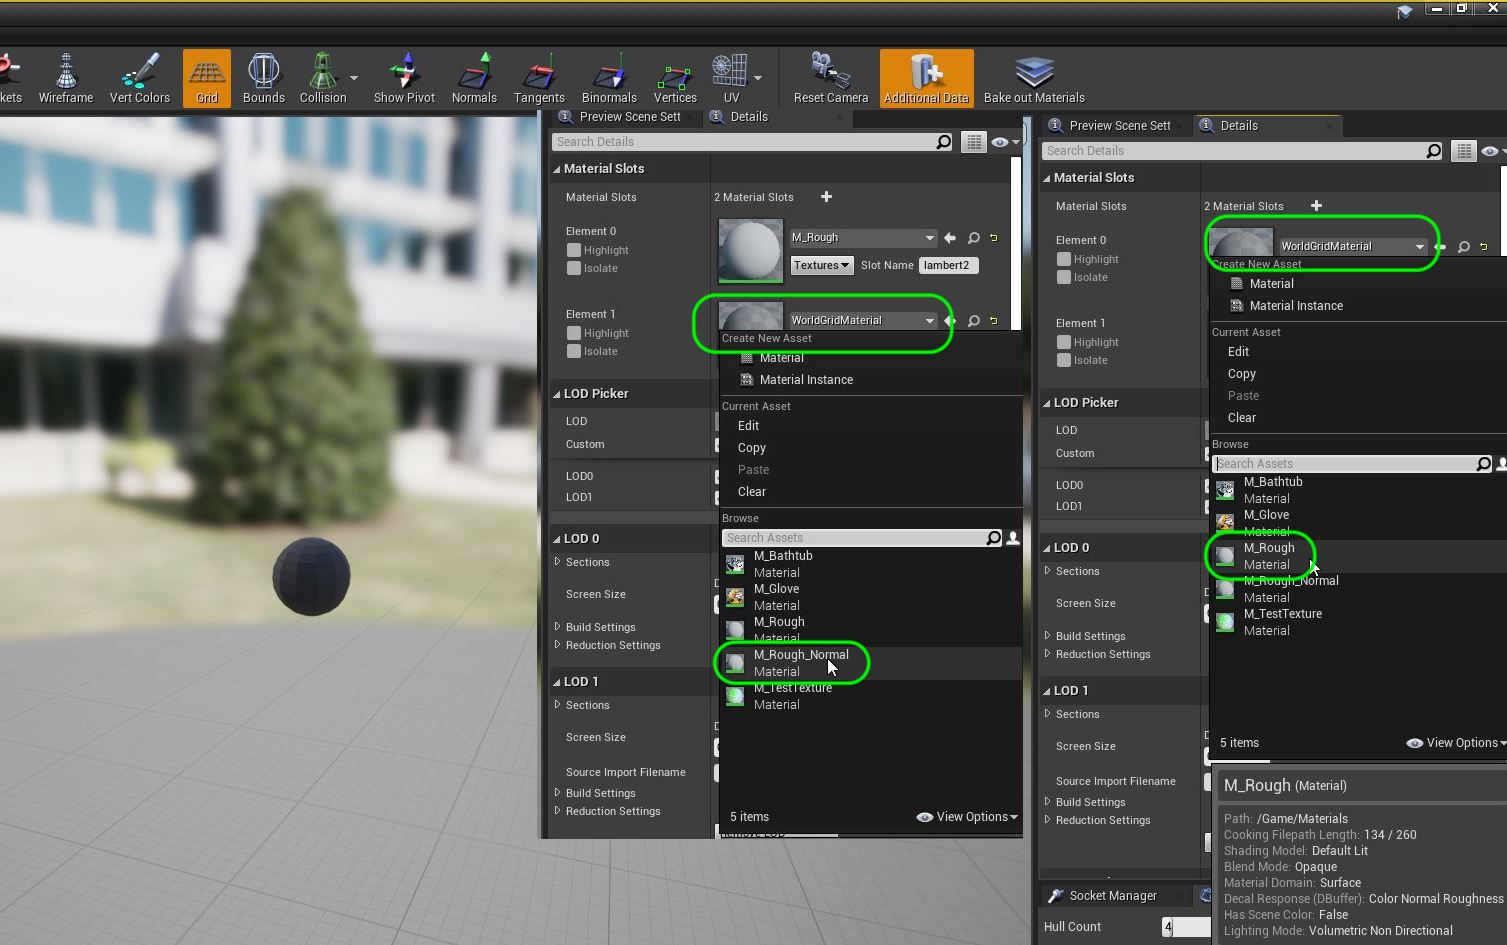 kets
Wireframe
Vert Colors
Grid
Bounds
Collision
Show Pivot
Normals
Tangents
Binormals
Vertices
UV
Reset Camera
Additional Data
Bake out Materials
Preview Scene Sett
Details
Search Details
Material Slots
Material Slots
2 Material Slots
Element 0
Highlight
Isolate
M_Rough
Textures
Slot Name
lambert2
Element 1
Highlight
Isolate
WorldGridMaterial
Create New Asset
Material
Material Instance
Current Asset
Edit
Copy
Paste
Clear
Browse
Search Assets
M_Bathtub
Material
M_Glove
Material
M_Rough
Material
M_Rough_Normal
Material
M_TestTexture
Material
5 items
View Options
LOD Picker
LOD
Custom
LOD0
LOD1
LOD 0
Sections
Screen Size
Build Settings
Reduction Settings
LOD 1
Sections
Screen Size
Source Import Filename
Build Settings
Reduction Settings
Remove LOD
Preview Scene Sett
Details
Search Details
Material Slots
Material Slots
2 Material Slots
Element 0
Highlight
Isolate
WorldGridMaterial
Create New Asset
Material
Material Instance
Element 1
Highlight
Isolate
Current Asset
Edit
Copy
Paste
Clear
Browse
Search Assets
M_Bathtub
Material
M_Glove
Material
M_Rough
Material
M_Rough_Normal
Material
M_TestTexture
Material
5 items
View Options
LOD Picker
LOD
Custom
LOD0
LOD1
LOD 0
Sections
Screen Size
Build Settings
Reduction Settings
LOD 1
Sections
Screen Size
Source Import Filename
Build Settings
Reduction Settings
M_Rough (Material)
Path: /Game/Materials
Cooking Filepath Length: 134 / 260
Shading Model: Default Lit
Blend Mode: Opaque
Material Domain: Surface
Decal Response (DBuffer): Color Normal Roughness
Has Scene Color: False
Lighting Mode: Volumetric Non Directional
Socket Manager
Hull Count
4